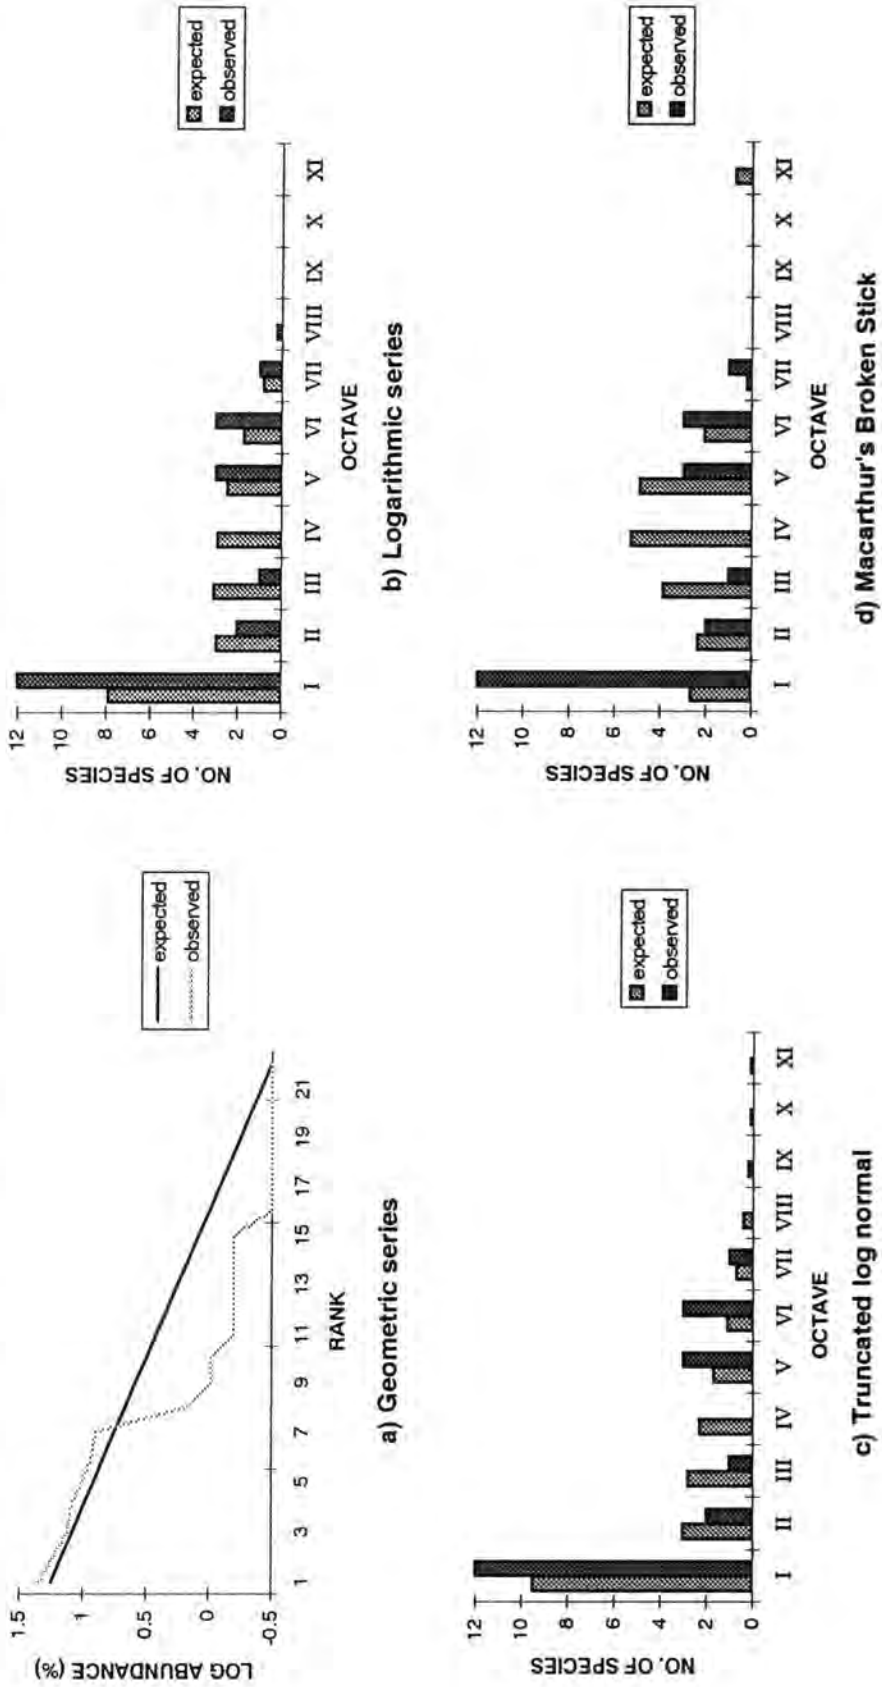 1.5
1
0.5
0
-0.5
LOG ABUNDANCE (%)
1 3 5 7 9 11 13 15 17 19 21
RANK
expected
observed
a) Geometric series
12
10
8
6
4
2
0
NO. OF SPECIES
I II III IV V VI VII VIII IX X XI
OCTAVE
expected
observed
b) Logarithmic series
12
10
8
6
4
2
0
NO. OF SPECIES
I II III IV V VI VII VIII IX X XI
OCTAVE
expected
observed
c) Truncated log normal
12
10
8
6
4
2
0
NO. OF SPECIES
I II III IV V VI VII VIII IX X XI
OCTAVE
expected
observed
d) Macarthur's Broken Stick